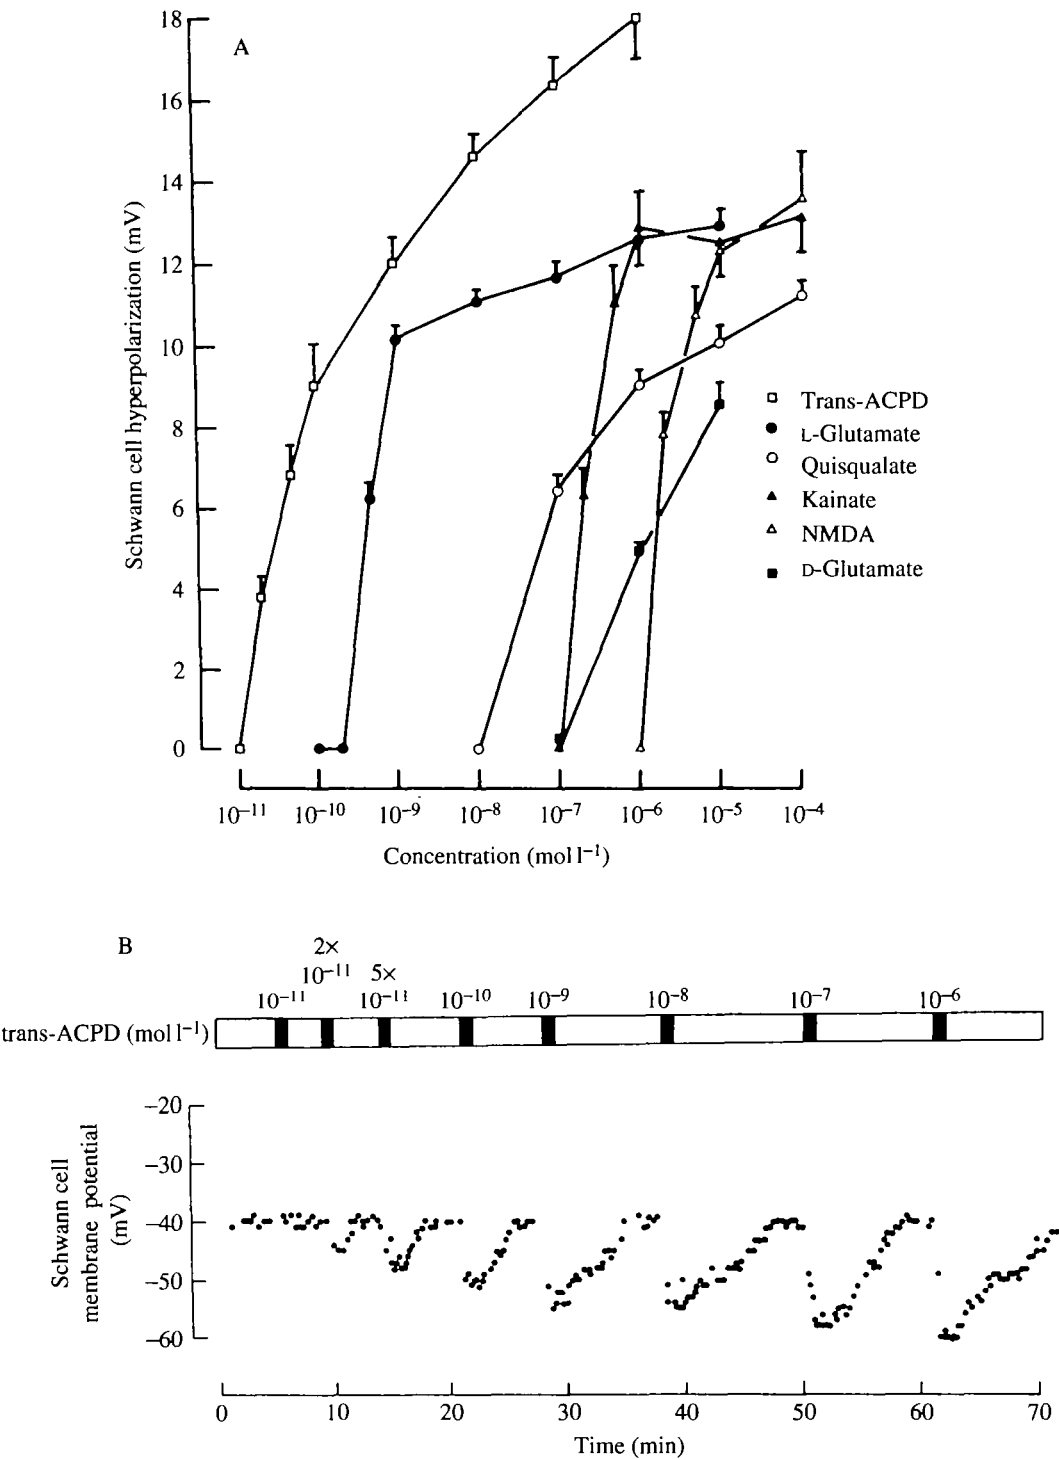 A
18
16
14
12
10
8
6
4
2
0
Schwann cell hyperpolarization (mV)
Trans-ACPD
L-Glutamate
Quisqualate
Kainate
NMDA
D-Glutamate
10⁻¹¹ 10⁻¹⁰ 10⁻⁹ 10⁻⁸ 10⁻⁷ 10⁻⁶ 10⁻⁵ 10⁻⁴
Concentration (mol l⁻¹)
B
2×
10⁻¹¹ 5×
10⁻¹¹ 10⁻¹¹ 10⁻¹⁰ 10⁻⁹ 10⁻⁸ 10⁻⁷ 10⁻⁶
trans-ACPD (mol l⁻¹)
−20
−30
−40
−50
−60
Schwann cell
membrane potential
(mV)
0 10 20 30 40 50 60 70
Time (min)